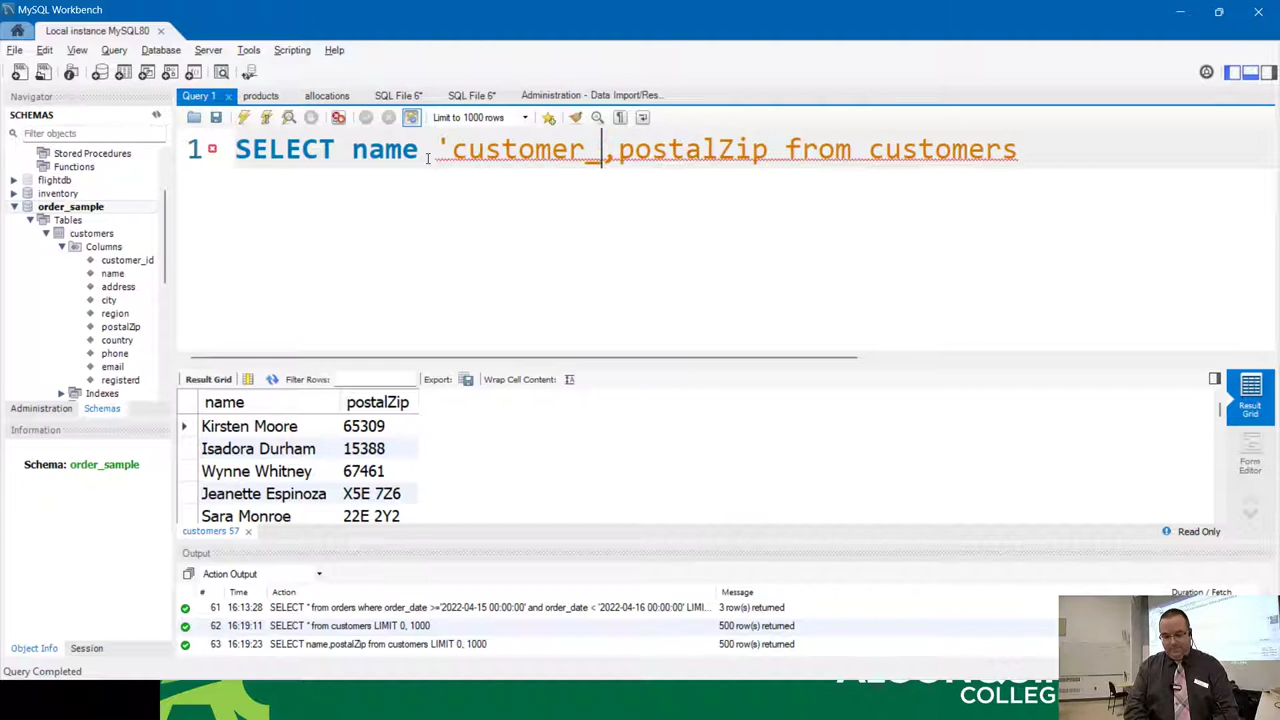 MySQL Workbench
Local instance MySQL80
File Edit View Query Database Server Tools Scripting Help
Navigator
SCHEMAS
Filter objects
Stored Procedures
Functions
flightdb
inventory
order_sample
Tables
customers
Columns
customer_id
name
address
city
region
postalZip
country
phone
email
registerd
Indexes
Administration Schemas
Information
Schema: order_sample
Object Info Session
Query Completed
Query 1 products allocations SQL File 6* SQL File 6* Administration - Data Import/Res...
Limit to 1000 rows
1 SELECT name 'customer_,postalZip from customers
Result Grid Filter Rows: Export: Wrap Cell Content:
name postalZip
Kirsten Moore 65309
Isadora Durham 15388
Wynne Whitney 67461
Jeanette Espinoza X5E 7Z6
Sara Monroe 22E 2Y2
Result
Grid
Form
Editor
customers 57 Read Only
Output
Action Output
# Time Action Message Duration / Fetch
61 16:13:28 SELECT * from orders where order_date >='2022-04-15 00:00:00' and order_date < '2022-04-16 00:00:00' LIMI... 3 row(s) returned
62 16:19:11 SELECT * from customers LIMIT 0, 1000 500 row(s) returned
63 16:19:23 SELECT name,postalZip from customers LIMIT 0, 1000 500 row(s) returned
COLLEG